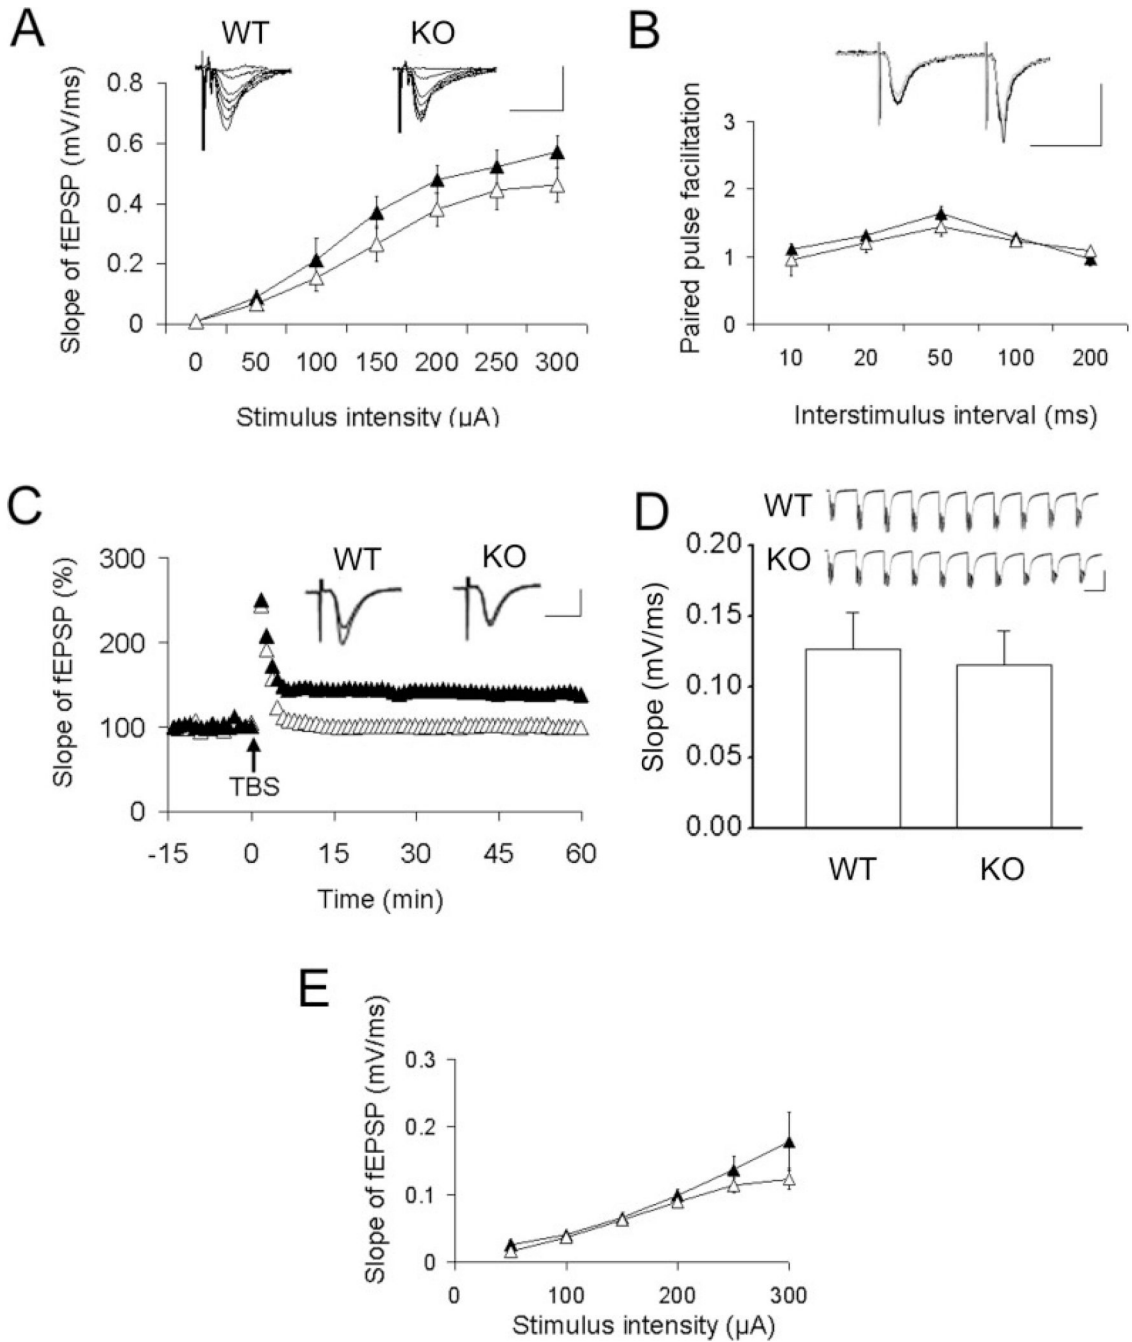 A
WT
KO
Slope of fEPSP (mV/ms)
0.8
0.6
0.4
0.2
0
0 50 100 150 200 250 300
Stimulus intensity (µA)
B
Paired pulse facilitation
3
2
1
0
10 20 50 100 200
Interstimulus interval (ms)
C
WT
KO
Slope of fEPSP (%)
300
200
150
100
50
0
TBS
-15 0 15 30 45 60
Time (min)
D
WT
KO
Slope (mV/ms)
0.20
0.15
0.10
0.05
0.00
WT KO
E
Slope of fEPSP (mV/ms)
0.3
0.2
0.1
0
0 100 200 300
Stimulus intensity (µA)